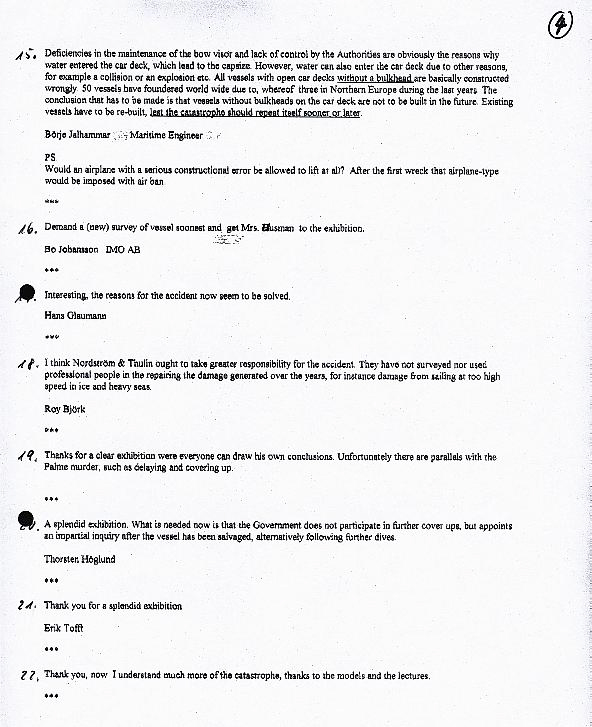 4
15. Deficiencies in the maintenance of the bow visor and lack of control by the Authorities are obviously the reasons why
water entered the car deck, which lead to the capsize. However, water can also enter the car deck due to other reasons,
for example a collision or an explosion etc. All vessels with open car decks without a bulkhead are basically constructed
wrongly. 50 vessels have foundered world wide due to, whereof three in Northern Europe during the last years. The
conclusion that has to be made is that vessels without bulkheads on the car deck are not to be built in the future. Existing
vessels have to be re-built, lest the catastrophe should repeat itself sooner or later.
Börje Jalhammar Maritime Engineer
PS.
Would an airplane with a serious constructional error be allowed to lift at all? After the first wreck that airplane-type
would be imposed with air ban.
***
16. Demand a (new) survey of vessel soonest and get Mrs. Husman to the exhibition.
Bo Johansson IMO AB
***
Interesting, the reasons for the accident now seem to be solved.
Hans Glaumann
***
18. I think Nordström & Thulin ought to take greater responsibility for the accident. They have not surveyed nor used
professional people in the repairing the damage generated over the years, for instance damage from sailing at too high
speed in ice and heavy seas.
Roy Björk
***
19. Thanks for a clear exhibition were everyone can draw his own conclusions. Unfortunately there are parallels with the
Palme murder, such as delaying and covering up.
***
A splendid exhibition. What is needed now is that the Government does not participate in further cover ups, but appoints
an impartial inquiry after the vessel has been salvaged, alternatively following further dives.
Thorsten Höglund
***
21. Thank you for a splendid exhibition
Erik Tofft
***
22. Thank you, now I understand much more of the catastrophe, thanks to the models and the lectures.
***